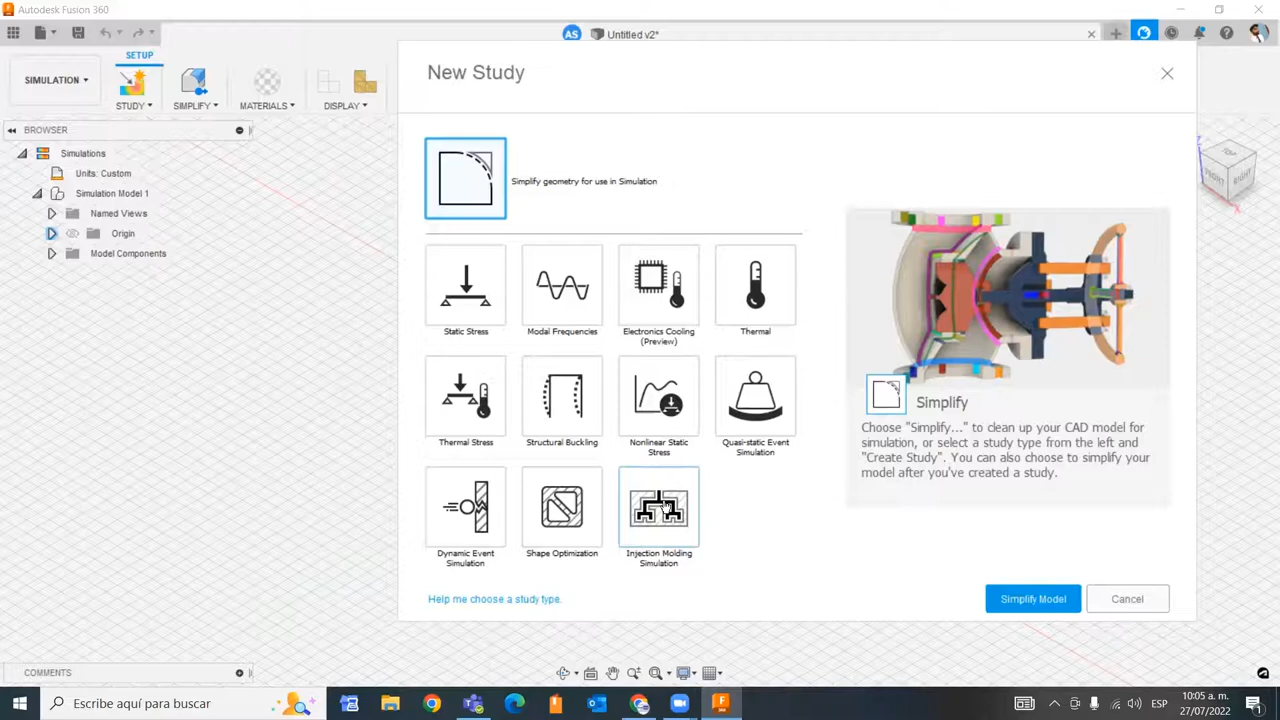 Autodesk Fusion 360
AS
Untitled v2*
SETUP
SIMULATION
STUDY
SIMPLIFY
MATERIALS
DISPLAY
BROWSER
Simulations
Units: Custom
Simulation Model 1
Named Views
Origin
Model Components
New Study
Simplify geometry for use in Simulation
Static Stress
Modal Frequencies
Electronics Cooling
(Preview)
Thermal
Thermal Stress
Structural Buckling
Nonlinear Static
Stress
Quasi-static Event
Simulation
Dynamic Event
Simulation
Shape Optimization
Injection Molding
Simulation
Help me choose a study type.
Simplify
Choose "Simplify..." to clean up your CAD model for
simulation, or select a study type from the left and
"Create Study". You can also choose to simplify your
model after you've created a study.
Simplify Model
Cancel
TOP
FRONT
RIGHT
COMMENTS
Escribe aquí para buscar
ESP
10:05 a. m.
27/07/2022